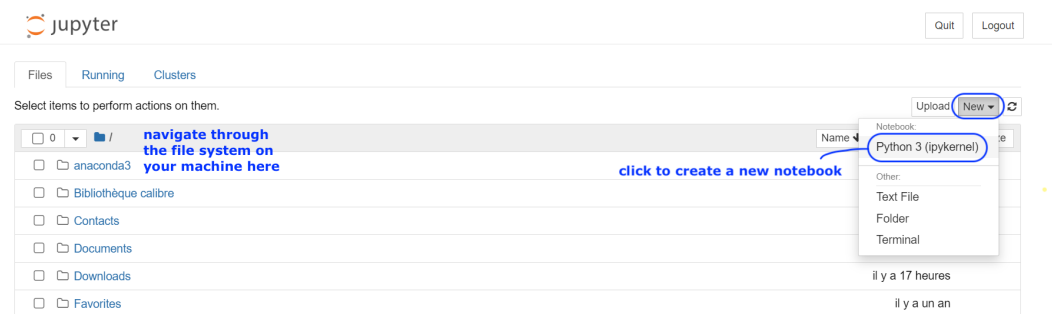 jupyter
Quit Logout
Files Running Clusters
Select items to perform actions on them.
Upload New
0 / Name
navigate through
the file system on
your machine here
Notebook:
Python 3 (ipykernel)
click to create a new notebook
Other:
Text File
Folder
Terminal
anaconda3
Bibliothèque calibre
Contacts
Documents
Downloads il y a 17 heures
Favorites il y a un an